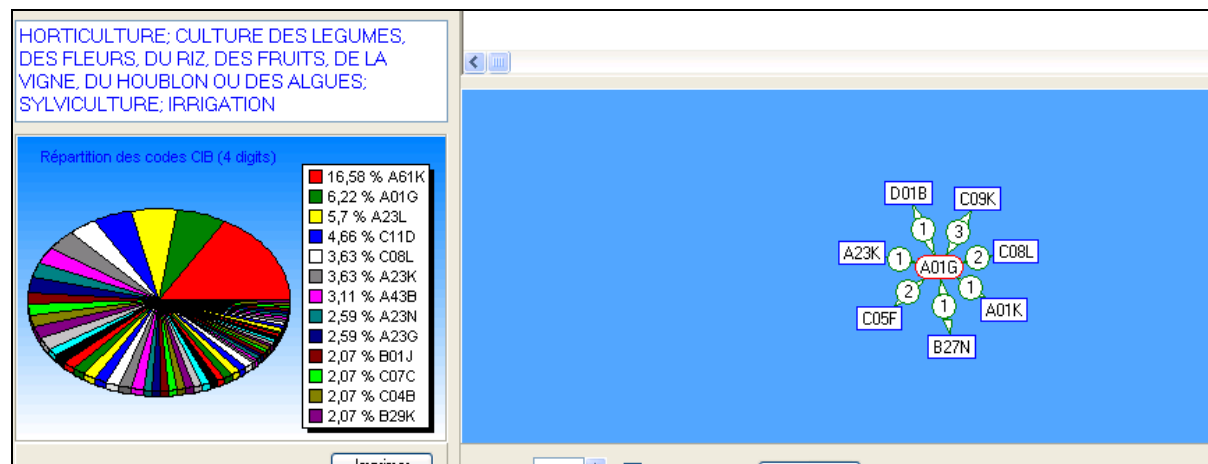 HORTICULTURE; CULTURE DES LEGUMES,
DES FLEURS, DU RIZ, DES FRUITS, DE LA
VIGNE, DU HOUBLON OU DES ALGUES;
SYLVICULTURE; IRRIGATION
Répartition des codes CIB (4 digits)
16,58 % A61K
6,22 % A01G
5,7 % A23L
4,66 % C11D
3,63 % C08L
3,63 % A23K
3,11 % A43B
2,59 % A23N
2,59 % A23G
2,07 % B01J
2,07 % C07C
2,07 % C04B
2,07 % B29K
Imprimer
D01B
C09K
1
3
A23K
1
A01G
2
C08L
2
1
1
C05F
A01K
B27N